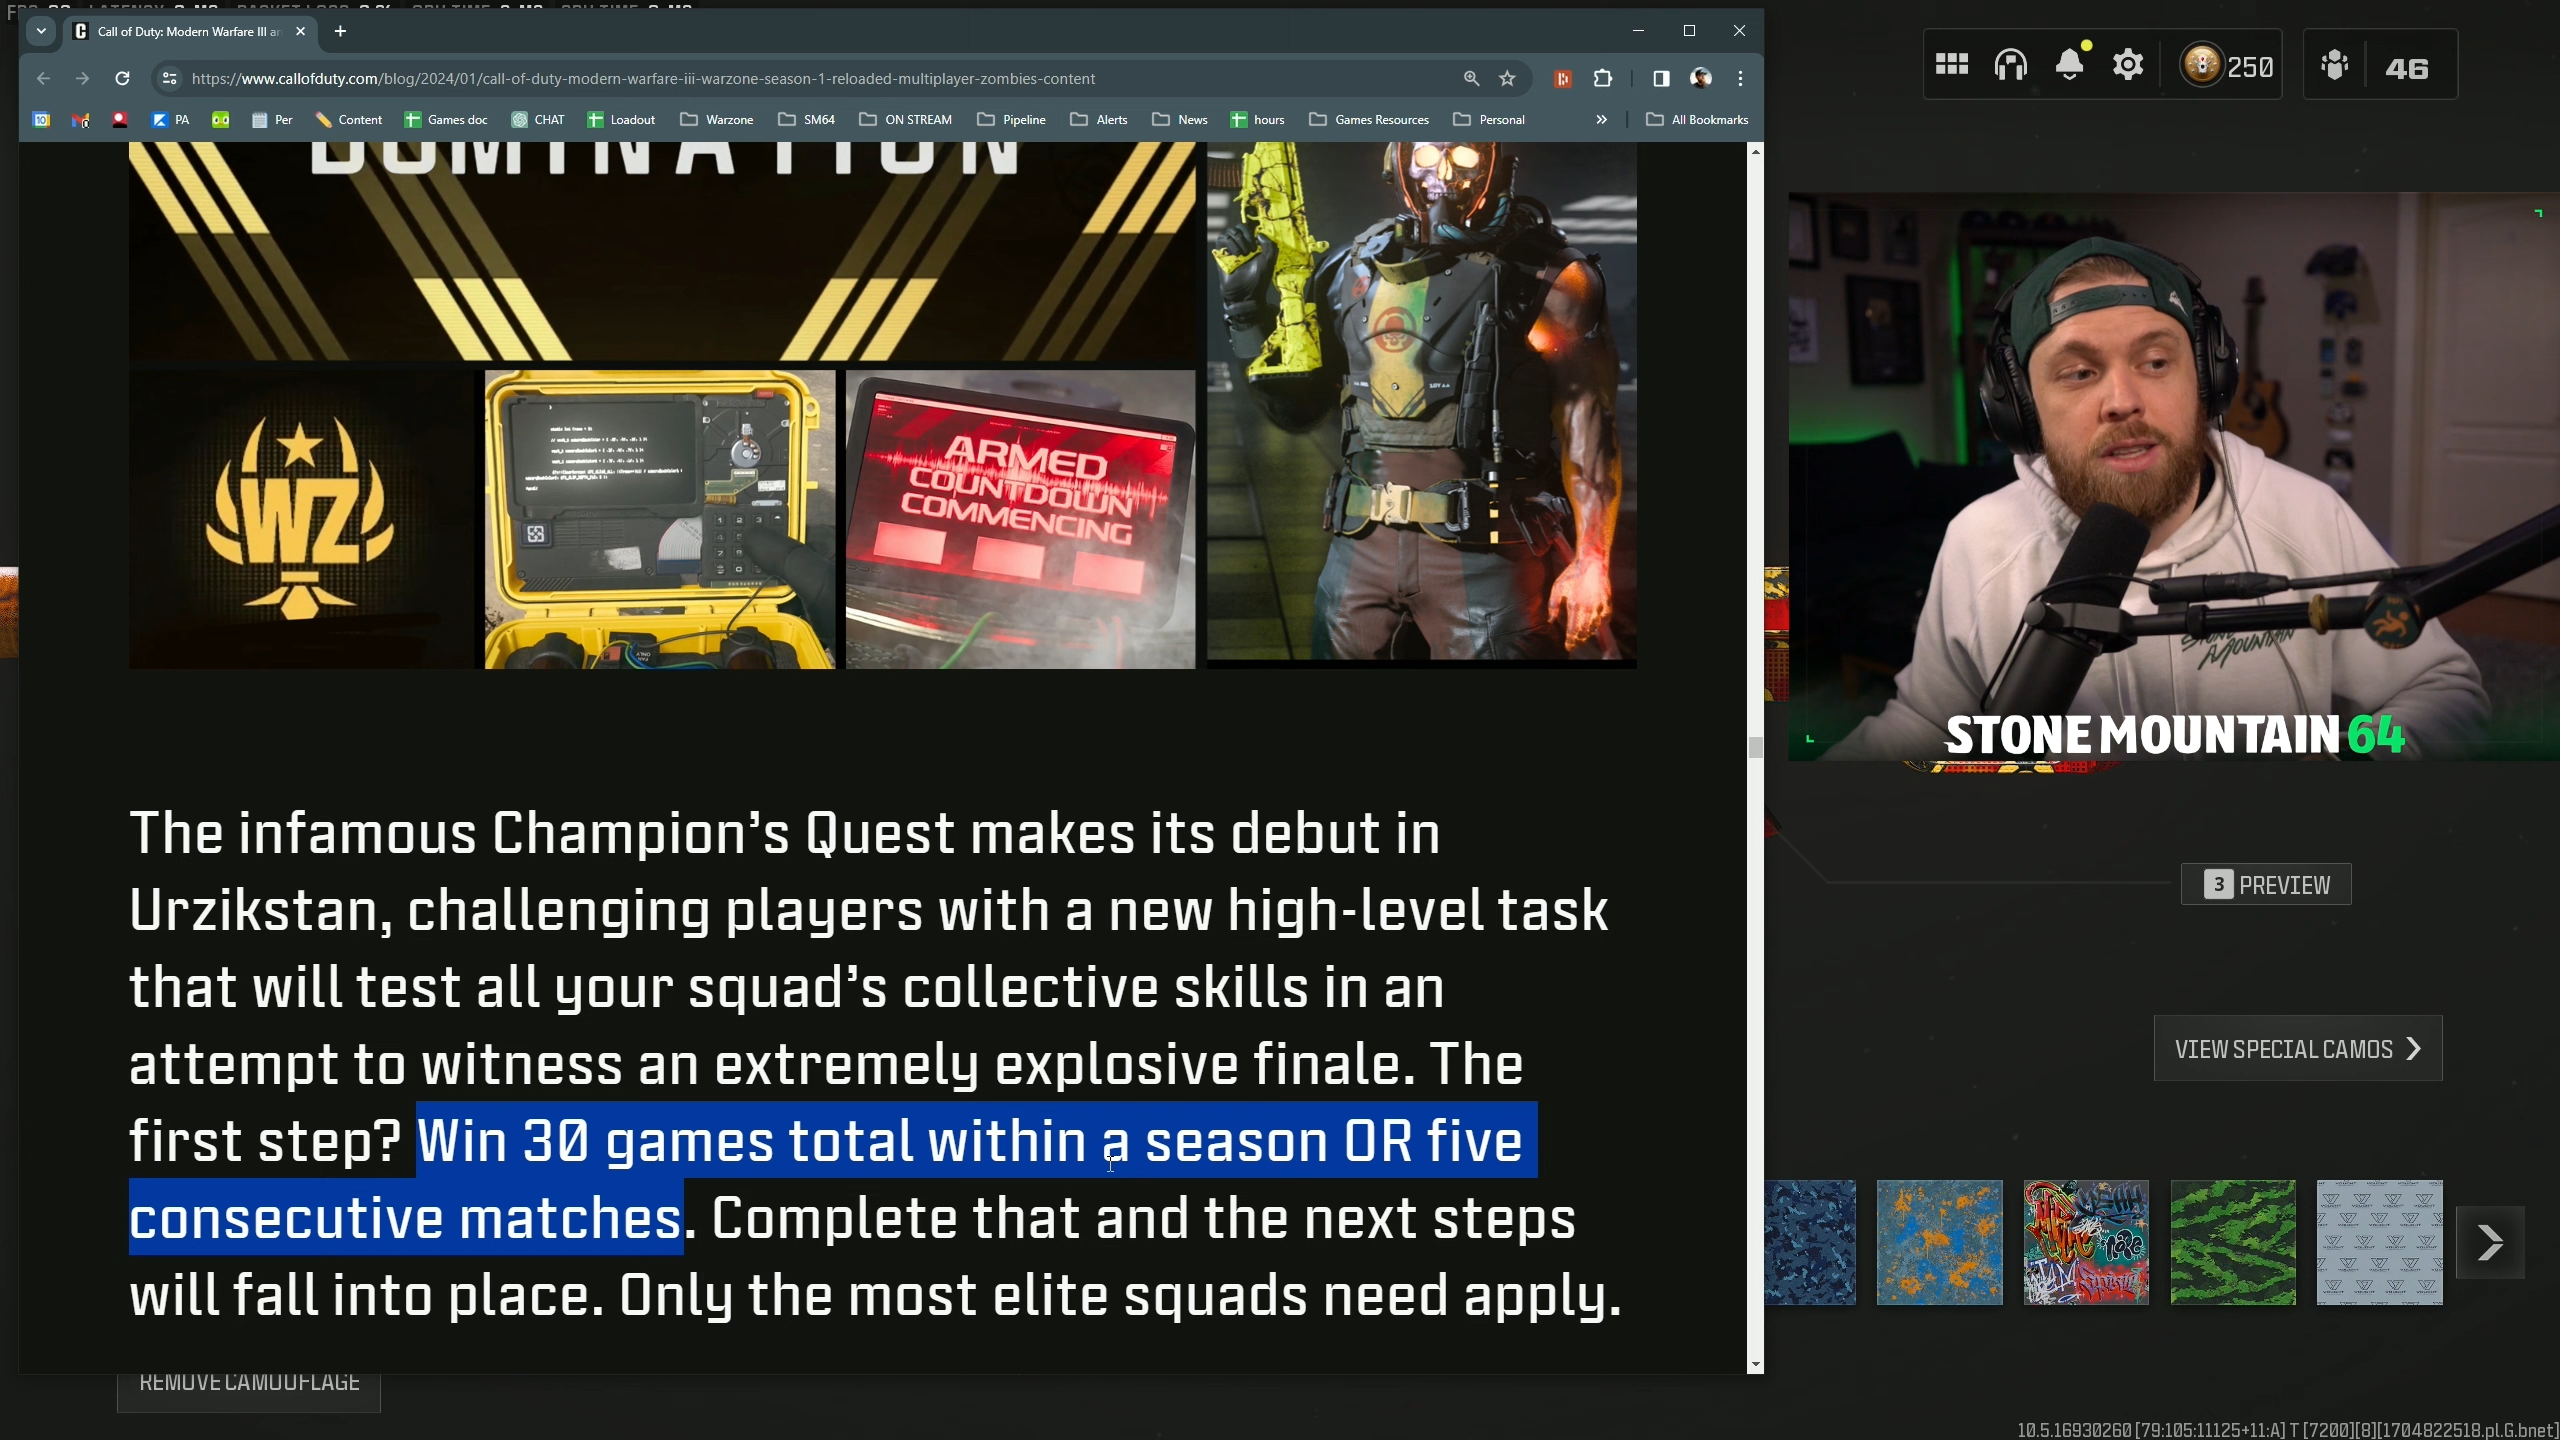 Call of Duty: Modern Warfare III an
https://www.callofduty.com/blog/2024/01/call-of-duty-modern-warfare-iii-warzone-season-1-reloaded-multiplayer-zombies-content
250
46
PA
Per
Content
Games doc
CHAT
Loadout
Warzone
SM64
ON STREAM
Pipeline
Alerts
News
hours
Games Resources
Personal
All Bookmarks
DOMINATION
WZ
ARMED
COUNTDOWN
COMMENCING
STONE MOUNTAIN
STONE MOUNTAIN 64
The infamous Champion’s Quest makes its debut in
Urzikstan, challenging players with a new high-level task
that will test all your squad’s collective skills in an
attempt to witness an extremely explosive finale. The
first step? Win 30 games total within a season OR five
consecutive matches. Complete that and the next steps
will fall into place. Only the most elite squads need apply.
3 PREVIEW
VIEW SPECIAL CAMOS
REMOVE CAMOUFLAGE
10.5.16930260 [79:105:11125+11:A] T [7200][8][1704822518.pl.G.bnet]